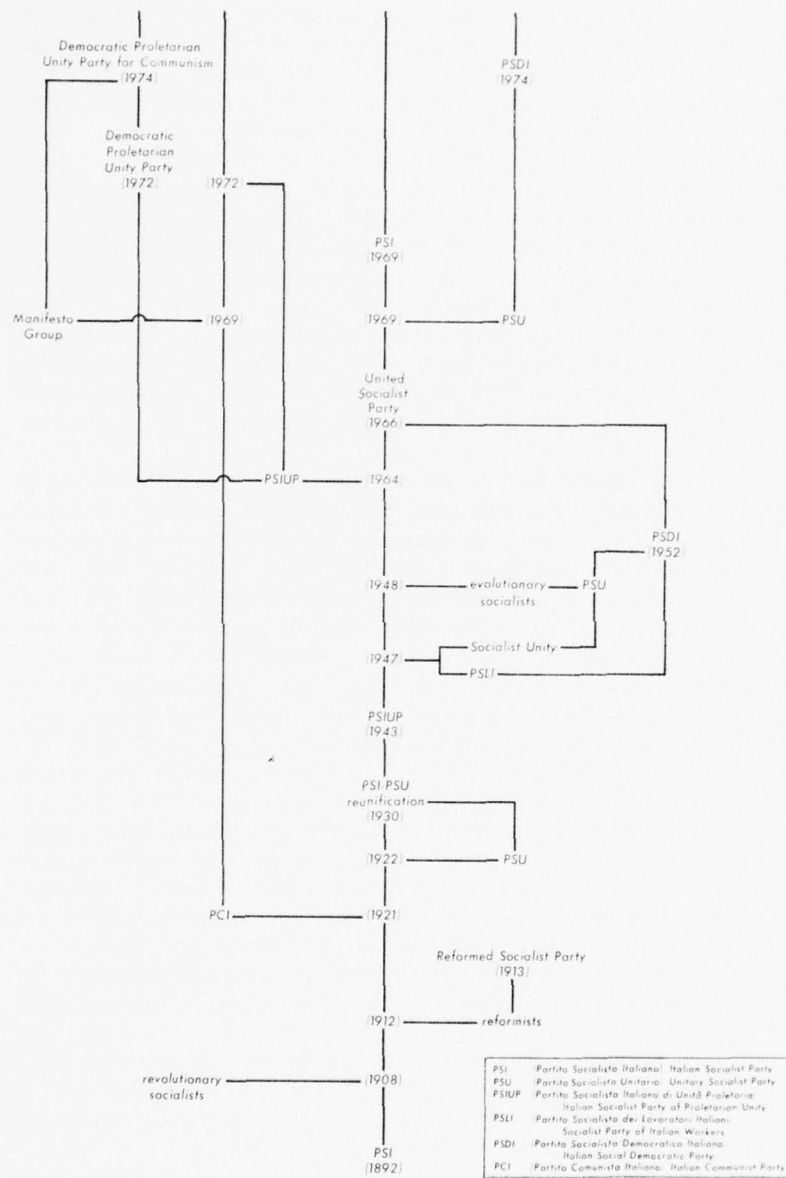 Democratic Proletarian
Unity Party for Communism
(1974)
PSDI
(1974)
Democratic
Proletarian
Unity Party
(1972)
(1972)
PSI
(1969)
Manifesto
Group
(1969)
(1969)
PSU
United
Socialist
Party
(1966)
PSIUP
(1964)
PSDI
(1952)
(1948)
evolutionary
socialists
PSU
(1947)
Socialist Unity
PSLI
PSIUP
(1943)
PSI PSU
reunification
(1930)
(1922)
PSU
PCI
(1921)
Reformed Socialist Party
(1913)
(1912)
reformists
revolutionary
socialists
(1908)
PSI
(1892)
PSI (Partito Socialista Italiano) Italian Socialist Party
PSU (Partito Socialista Unitario) Unitary Socialist Party
PSIUP (Partito Socialista Italiano di Unità Proletaria)
Italian Socialist Party of Proletarian Unity
PSLI (Partito Socialista dei Lavoratori Italiani)
Socialist Party of Italian Workers
PSDI (Partito Socialista Democratico Italiano)
Italian Social Democratic Party
PCI (Partito Comunista Italiano) Italian Communist Party